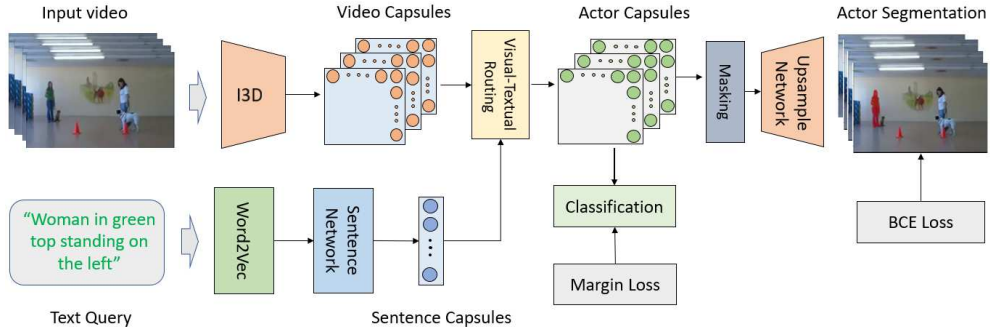 Input video
Video Capsules
Actor Capsules
Actor Segmentation
I3D
Visual-Textual
Routing
Masking
Upsample
Network
“Woman in green
top standing on
the left”
Word2Vec
Sentence
Network
Classification
BCE Loss
Margin Loss
Text Query
Sentence Capsules